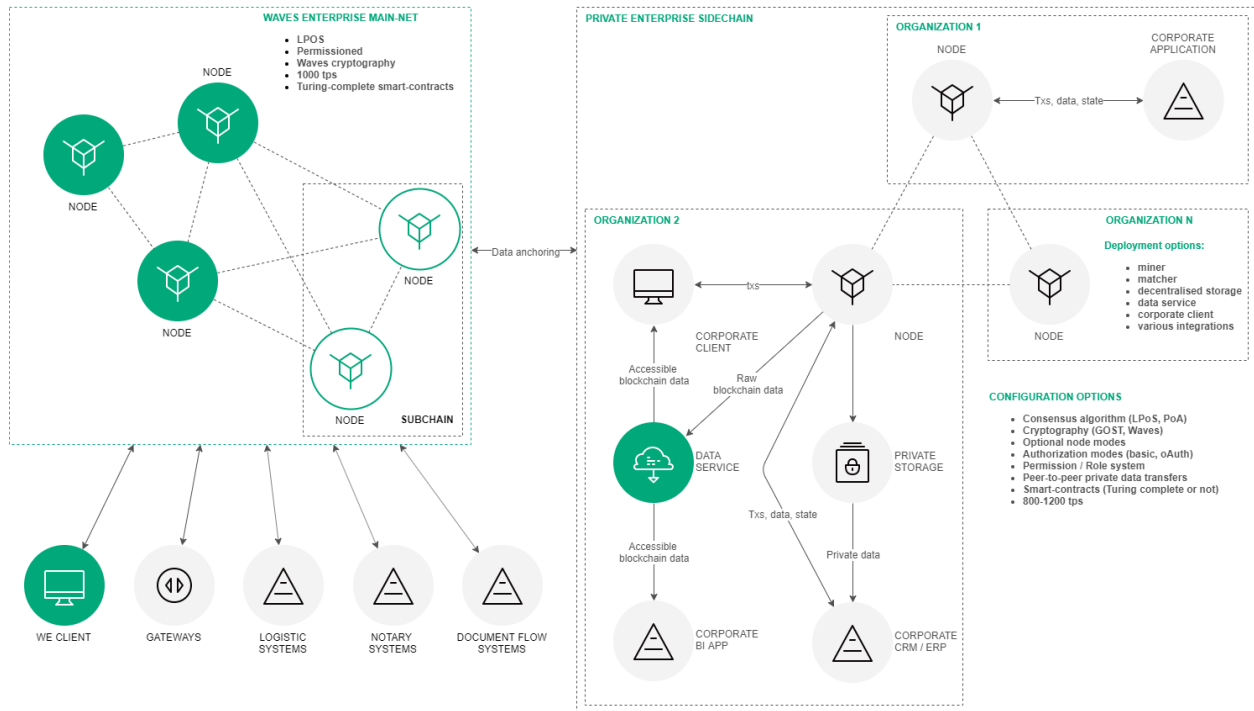 WAVES ENTERPRISE MAIN-NET
LPOS
Permissioned
Waves cryptography
1000 tps
Turing-complete smart-contracts
NODE
NODE
NODE
NODE
NODE
SUBCHAIN
Data anchoring
WE CLIENT
GATEWAYS
LOGISTIC
SYSTEMS
NOTARY
SYSTEMS
DOCUMENT FLOW
SYSTEMS
PRIVATE ENTERPRISE SIDECHAIN
ORGANIZATION 1
NODE
CORPORATE
APPLICATION
Txs, data, state
ORGANIZATION 2
txs
CORPORATE
CLIENT
NODE
Accessible
blockchain data
Raw
blockchain data
DATA
SERVICE
PRIVATE
STORAGE
Txs, data, state
Accessible
blockchain data
Private data
CORPORATE
BI APP
CORPORATE
CRM / ERP
ORGANIZATION N
Deployment options:
miner
matcher
decentralised storage
data service
corporate client
various integrations
NODE
CONFIGURATION OPTIONS
Consensus algorithm (LPoS, PoA)
Cryptography (GOST, Waves)
Optional node modes
Authorization modes (basic, oAuth)
Permission / Role system
Peer-to-peer private data transfers
Smart-contracts (Turing complete or not)
800-1200 tps